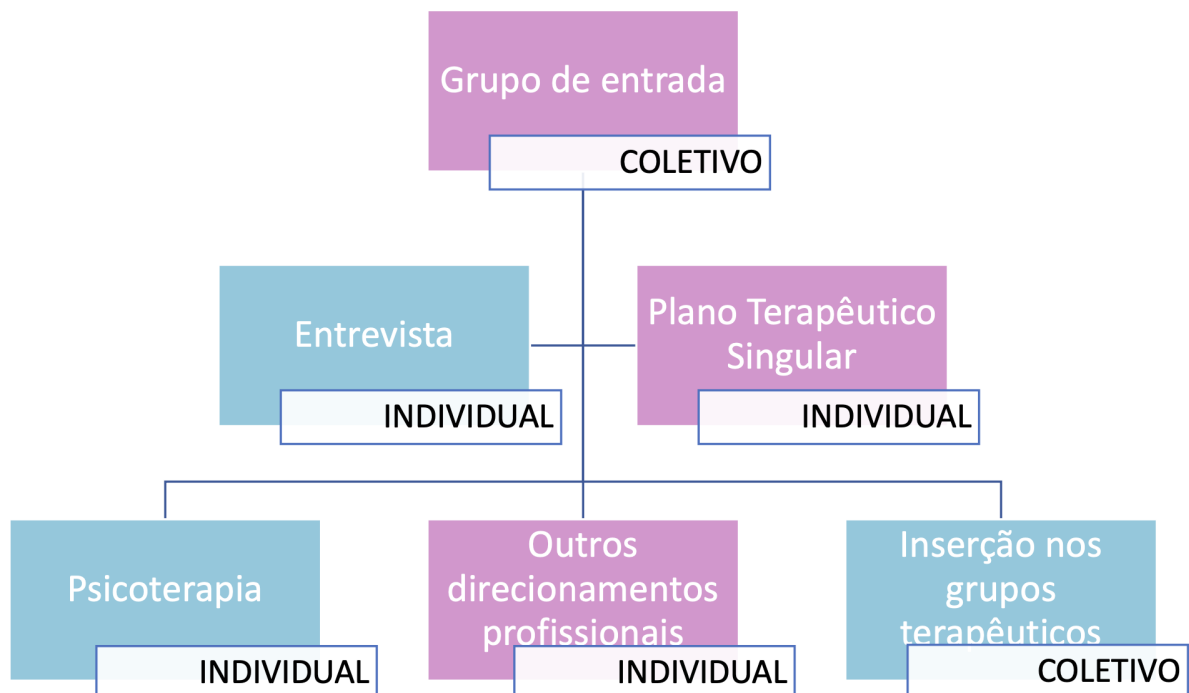 Grupo de entrada
COLETIVO
Entrevista
INDIVIDUAL
Plano Terapêutico
Singular
INDIVIDUAL
Psicoterapia
INDIVIDUAL
Outros
direcionamentos
profissionais
INDIVIDUAL
Inserção nos
grupos
terapêuticos
COLETIVO